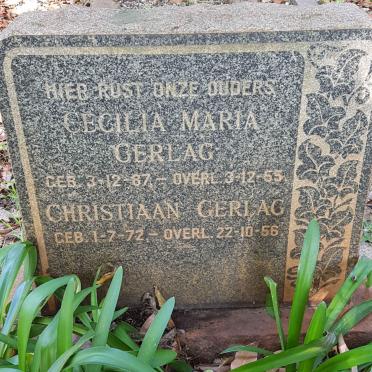 HIER RUST ONZE OUDERS
CECILIA MARIA
GERLAG
GEB. 3-12-67.- OVERL. 3-12-53.
CHRISTIAAN GERLAG
GEB. 1-7-72.- OVERL. 22-10-56